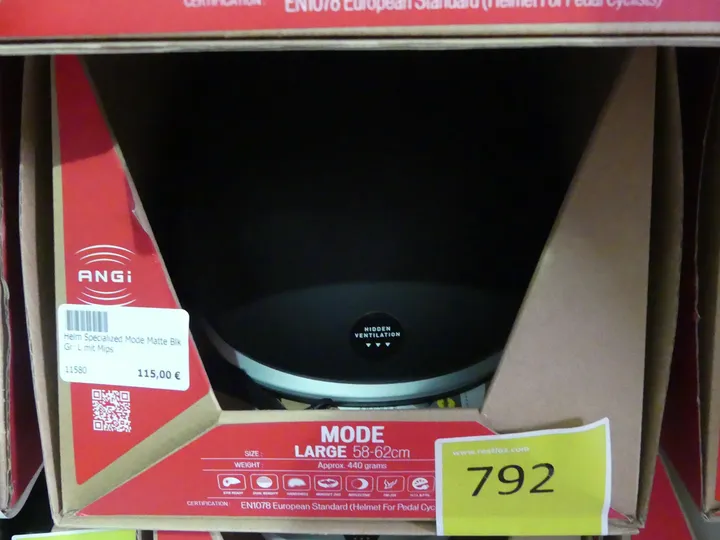 CERTIFICATION
EN1078 European Standard (Helmet For Pedal Cyclists)
ANGi
Helm Specialized Mode Matte Blk
Gr. L mit Mips
11580
115,00 €
HIDDEN
VENTILATION
MODE
SIZE :
LARGE 58-62cm
WEIGHT :
Approx. 440 grams
CERTIFICATION :
EN1078 European Standard (Helmet For Pedal Cyc
792